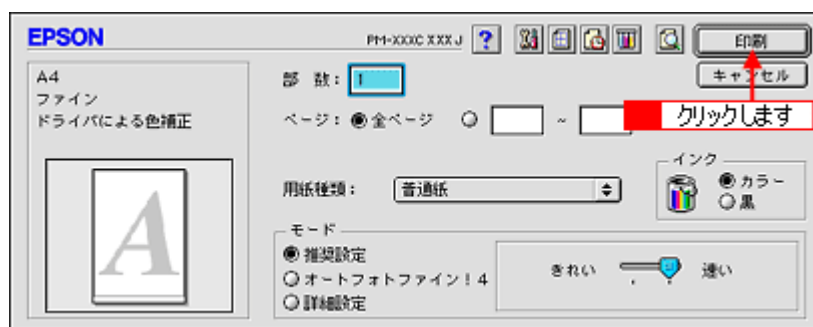 EPSON
PM-XXXC XXX J
?
印刷
キャンセル
クリックします
A4
ファイン
ドライバによる色補正
A
部 数:
1
ページ:
全ページ
~
用紙種類:
普通紙
インク
カラー
黒
モード
推奨設定
オートフォトファイン!4
詳細設定
きれい
速い